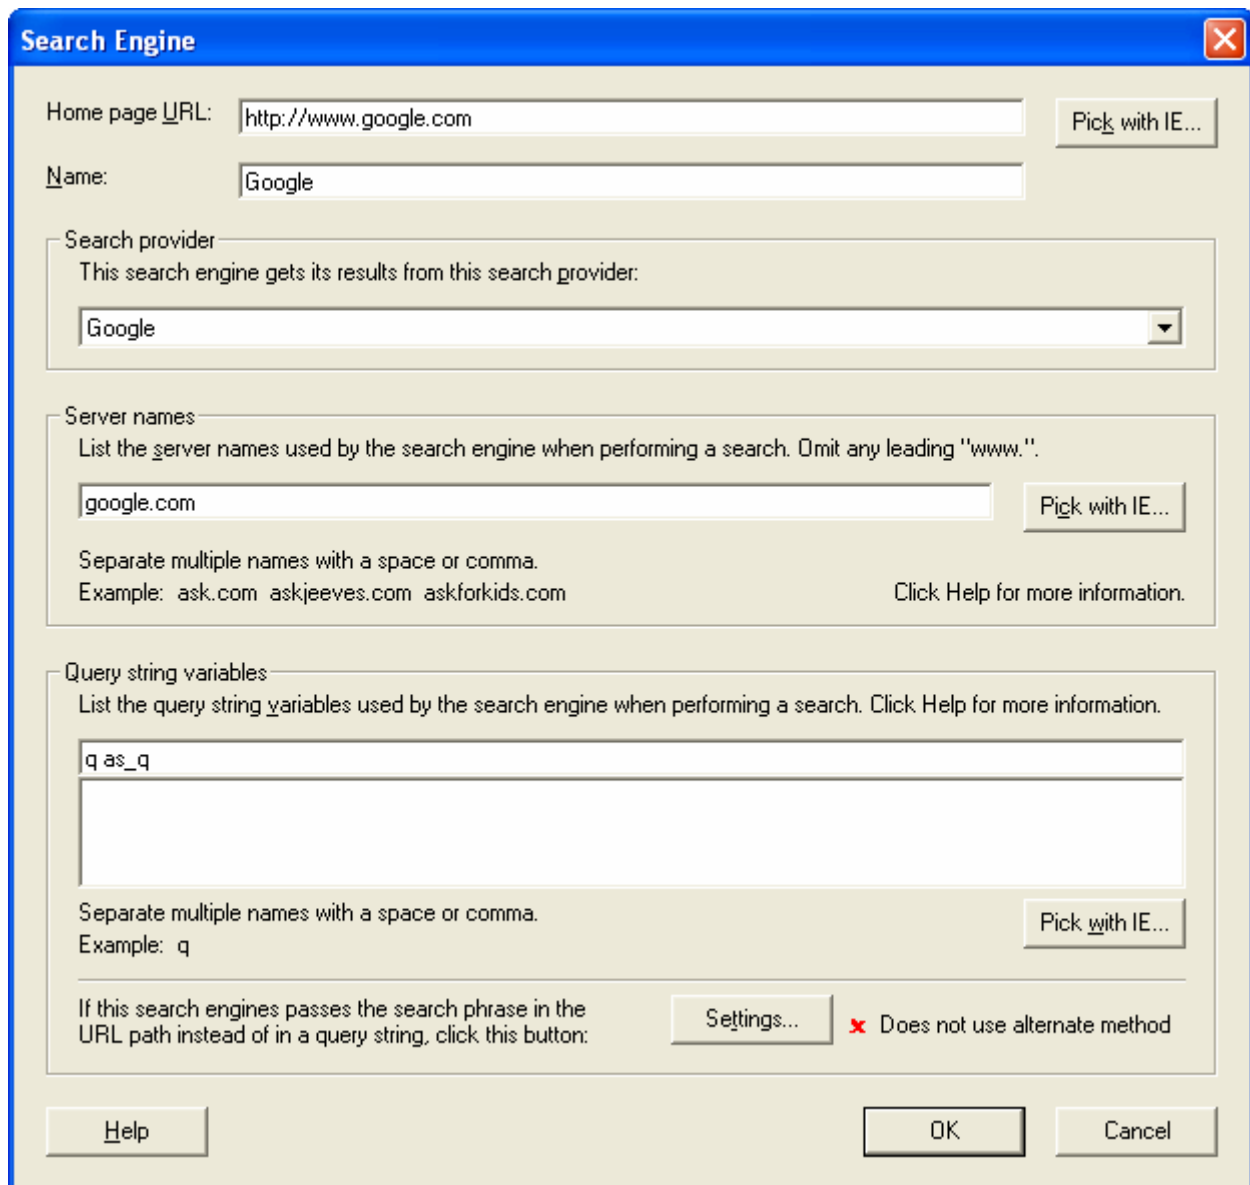 Search Engine
Home page URL: http://www.google.com Pick with IE...
Name: Google
Search provider
This search engine gets its results from this search provider:
Google
Server names
List the server names used by the search engine when performing a search. Omit any leading "www.".
google.com Pick with IE...
Separate multiple names with a space or comma.
Example: ask.com askjeeves.com askforkids.com Click Help for more information.
Query string variables
List the query string variables used by the search engine when performing a search. Click Help for more information.
q as_q
Separate multiple names with a space or comma.
Pick with IE...
Example: q
If this search engines passes the search phrase in the
URL path instead of in a query string, click this button:
Settings... Does not use alternate method
Help OK Cancel